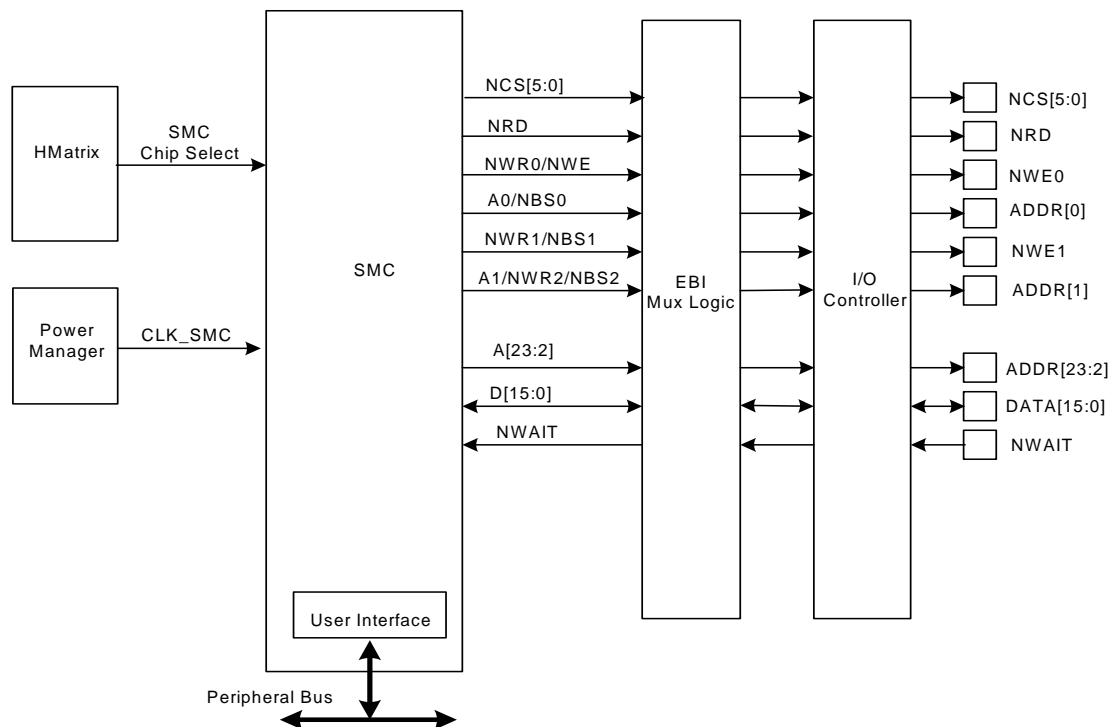 NCS[5:0]
NCS[5:0]
SMC
Chip Select
HMatrix
NRD
NRD
NWR0/NWE
NWE0
A0/NBS0
ADDR[0]
NWR1/NBS1
NWE1
SMC
A1/NWR2/NBS2
EBI
Mux Logic
I/O
Controller
ADDR[1]
Power
Manager
CLK_SMC
A[23:2]
ADDR[23:2]
D[15:0]
DATA[15:0]
NWAIT
NWAIT
User Interface
Peripheral Bus